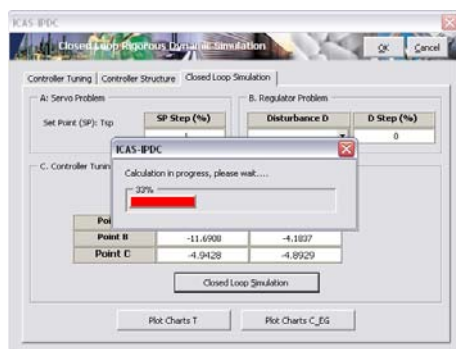 ICAS-IPDC
Closed Loop Rigorous Dynamic Simulation
OK
Cancel
Controller Tuning
Controller Structure
Closed Loop Simulation
A: Servo Problem
B. Regulator Problem
Set Point (SP): Tsp
SP Step (%)
Disturbance D
D Step (%)
1
0
ICAS-IPDC
Calculation in progress, please wait....
33%
C. Controller Tunin
Poi
Point B
-11.6908
-4.1837
Point C
-4.9428
-4.8929
Closed Loop Simulation
Plot Charts T
Plot Charts C_EG